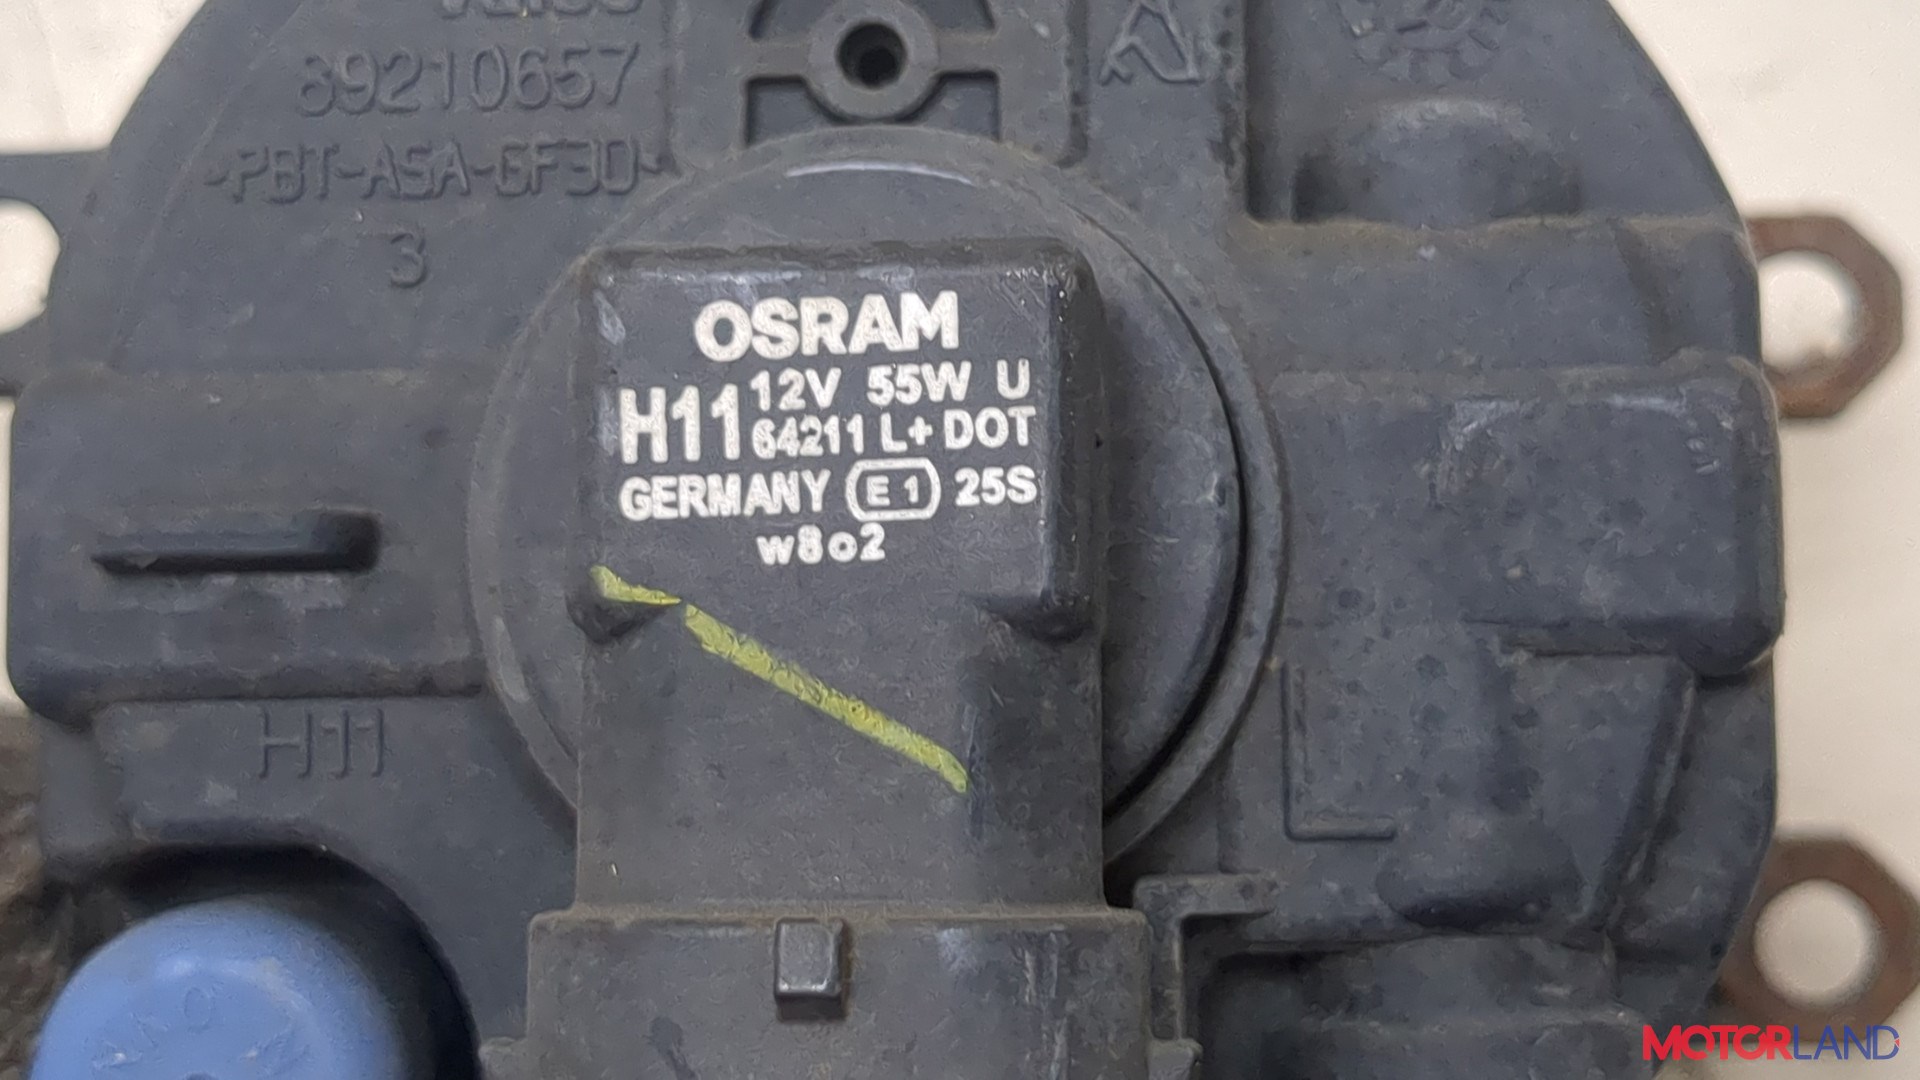 89210657
-PBT-ASA-GF30-
3
OSRAM
H11 12V 55W U
64211 L+ DOT
GERMANY E1 25S
w8o2
H11
L
MOTORLAND